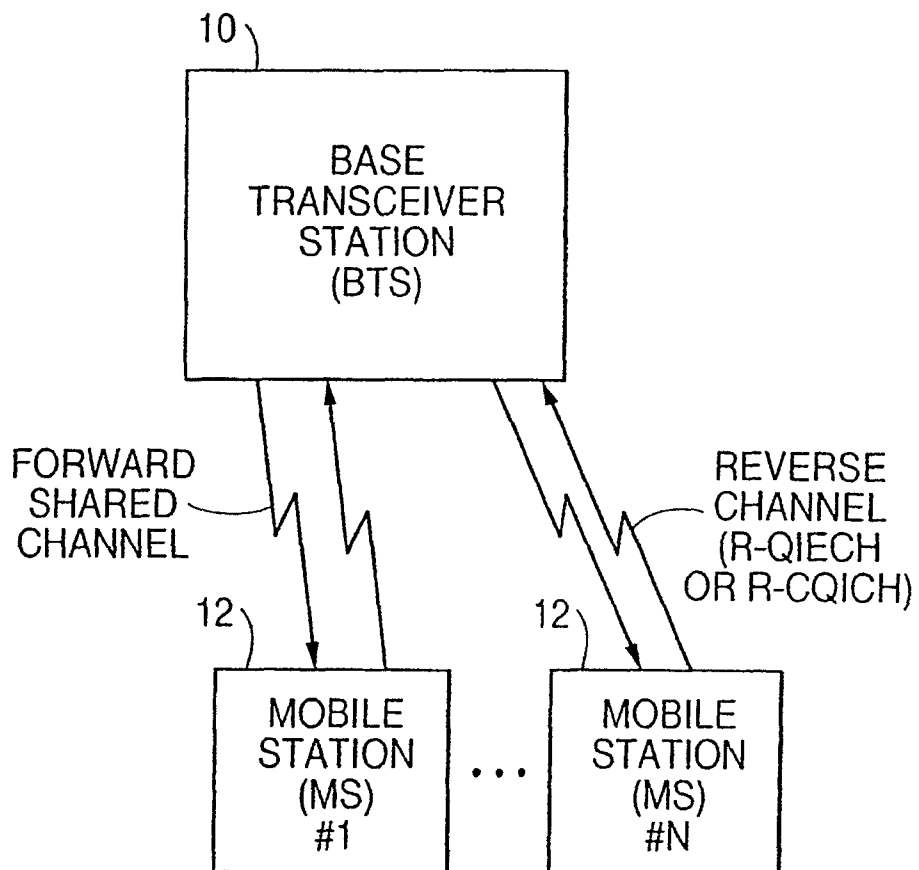 10
BASE
TRANSCEIVER
STATION
(BTS)
FORWARD
SHARED
CHANNEL
REVERSE
CHANNEL
(R-QIECH
OR R-CQICH)
12
MOBILE
STATION
(MS)
#1
...
12
MOBILE
STATION
(MS)
#N